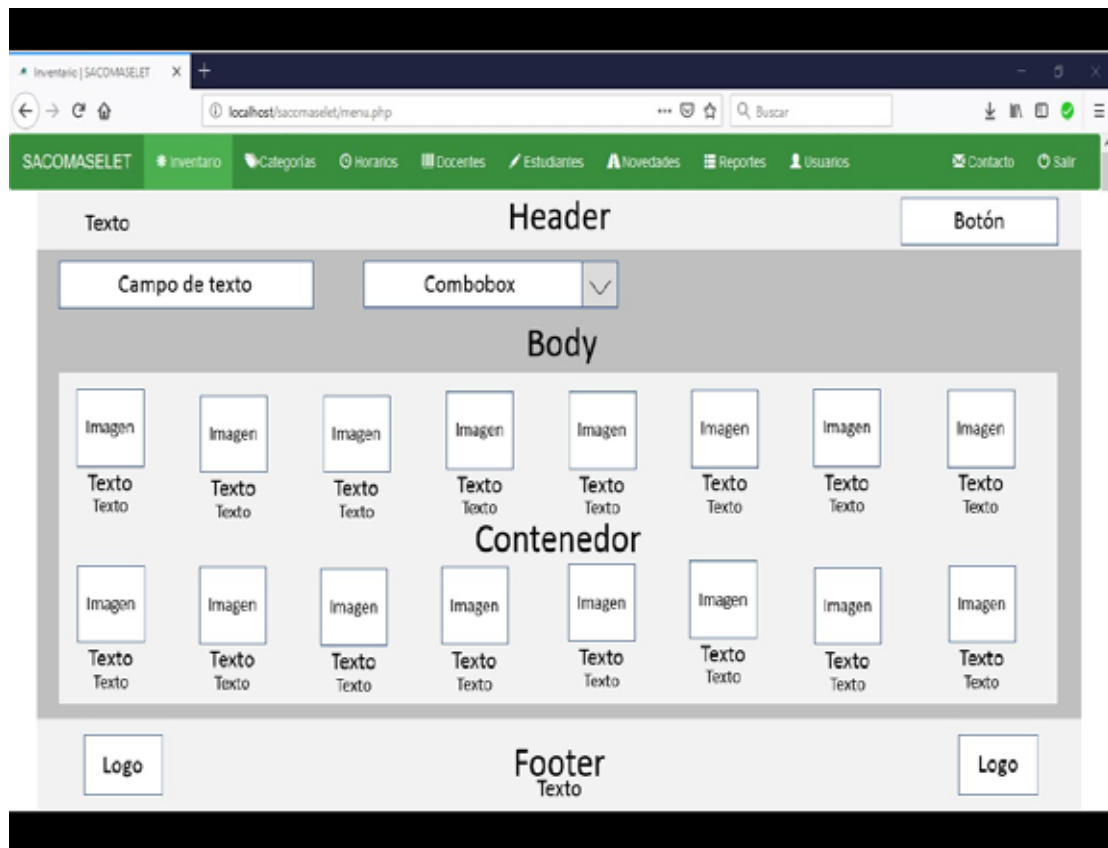 Inventario | SACOMASELET
localhost/sacomaselet/menu.php
Buscar
SACOMASELET Inventaro Categorías Horarios Docentes Estudiantes Novedades Reportes Usuarios Contacto Salir
Texto Header Botón
Campo de texto Combobox
Body
Imagen Imagen Imagen Imagen Imagen Imagen Imagen Imagen
Texto Texto Texto Texto Texto Texto Texto Texto
Texto Texto Texto Texto Texto Texto Texto Texto
Contenedor
Imagen Imagen Imagen Imagen Imagen Imagen Imagen Imagen
Texto Texto Texto Texto Texto Texto Texto Texto
Texto Texto Texto Texto Texto Texto Texto Texto
Logo Footer Logo
Texto